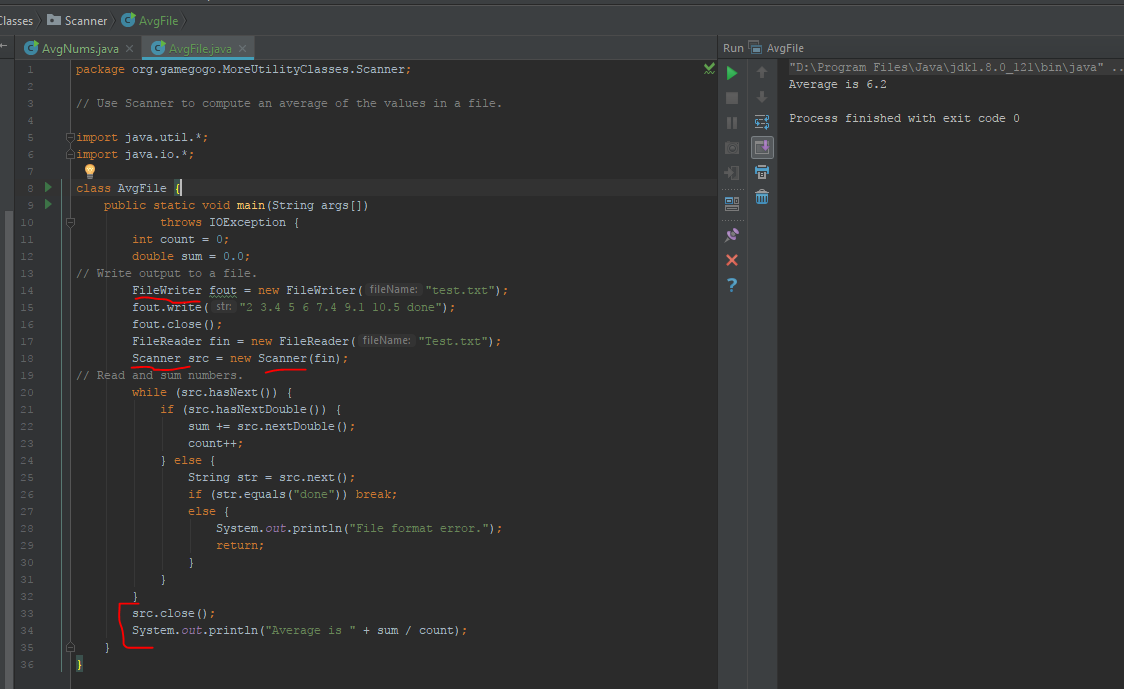 Classes Scanner AvgFile
AvgNums.java AvgFile.java
Run AvgFile
1 package org.gamegogo.MoreUtilityClasses.Scanner;
2
3 // Use Scanner to compute an average of the values in a file.
4
5 import java.util.*;
6 import java.io.*;
7
8 class AvgFile {
9 public static void main(String args[])
10 throws IOException {
11 int count = 0;
12 double sum = 0.0;
13 // Write output to a file.
14 FileWriter fout = new FileWriter( fileName: "test.txt");
15 fout.write( str: "2 3.4 5 6 7.4 9.1 10.5 done");
16 fout.close();
17 FileReader fin = new FileReader( fileName: "Test.txt");
18 Scanner src = new Scanner(fin);
19 // Read and sum numbers.
20 while (src.hasNext()) {
21 if (src.hasNextDouble()) {
22 sum += src.nextDouble();
23 count++;
24 } else {
25 String str = src.next();
26 if (str.equals("done")) break;
27 else {
28 System.out.println("File format error.");
29 return;
30 }
31 }
32 }
33 src.close();
34 System.out.println("Average is " + sum / count);
35 }
36 }
"D:\Program Files\Java\jdk1.8.0_121\bin\java" ..
Average is 6.2
Process finished with exit code 0